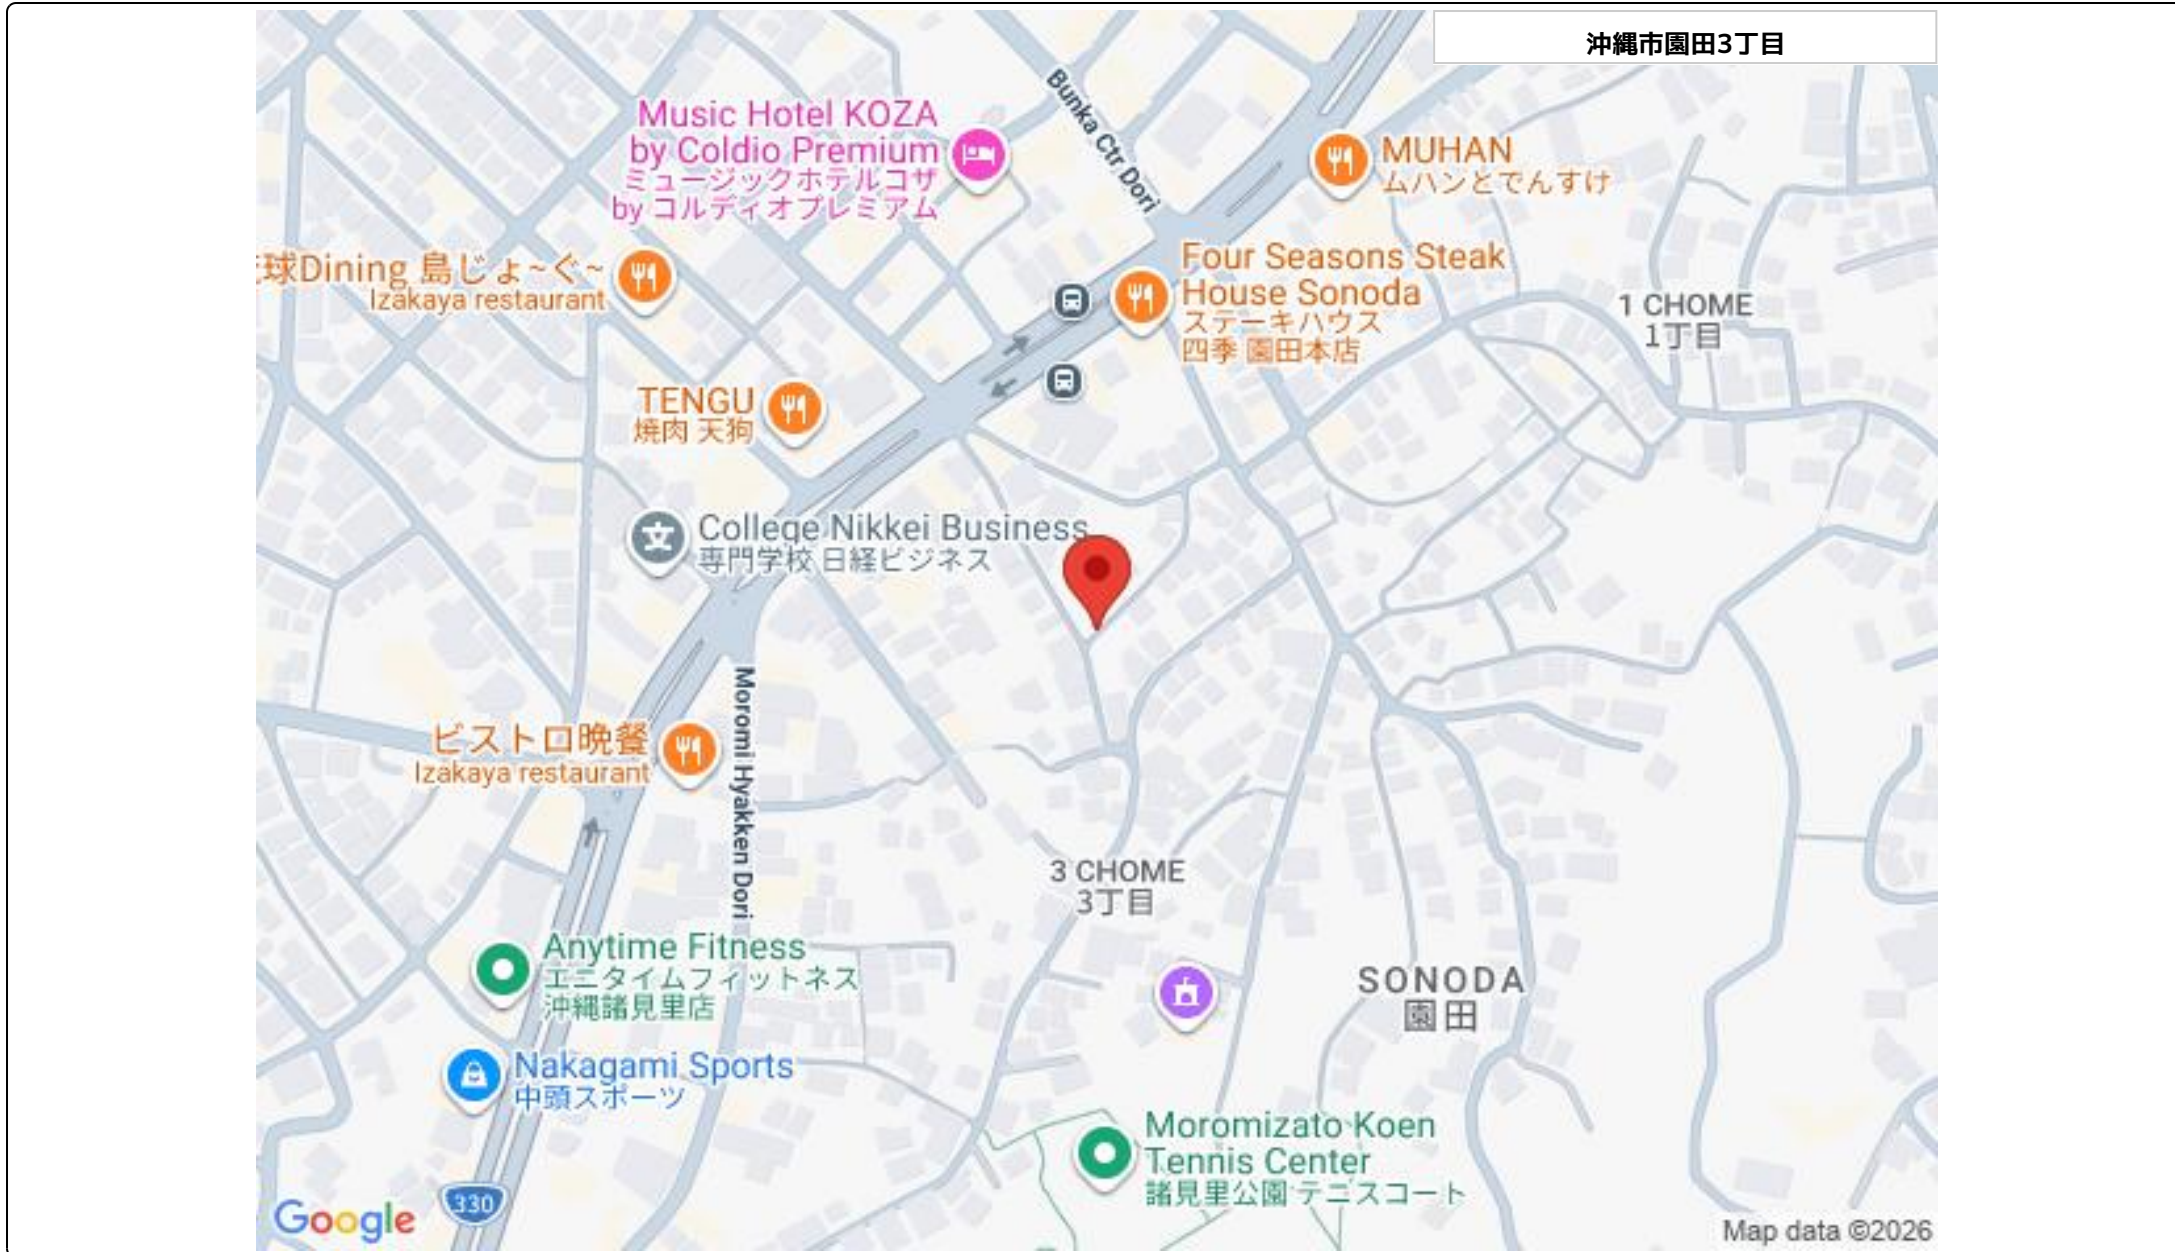 沖縄市園田3丁目
Bunka Ctr Dori
Music Hotel KOZA
by Coldio Premium
ミュージックホテルコザ
by コルディオプレミアム
MUHAN
ムハンとでんすけ
球Dining 島じょ~ぐ~
Izakaya restaurant
Four Seasons Steak
House Sonoda
ステーキハウス
四季 園田本店
1 CHOME
1丁目
TENGU
焼肉 天狗
College Nikkei Business
専門学校 日経ビジネス
Moromi Hyakken Dori
ビストロ晩餐
Izakaya restaurant
3 CHOME
3丁目
Anytime Fitness
エニタイムフィットネス
沖縄諸見里店
SONODA
園田
Nakagami Sports
中頭スポーツ
Moromizato Koen
Tennis Center
諸見里公園 テニスコート
330
Google
Map data ©2026